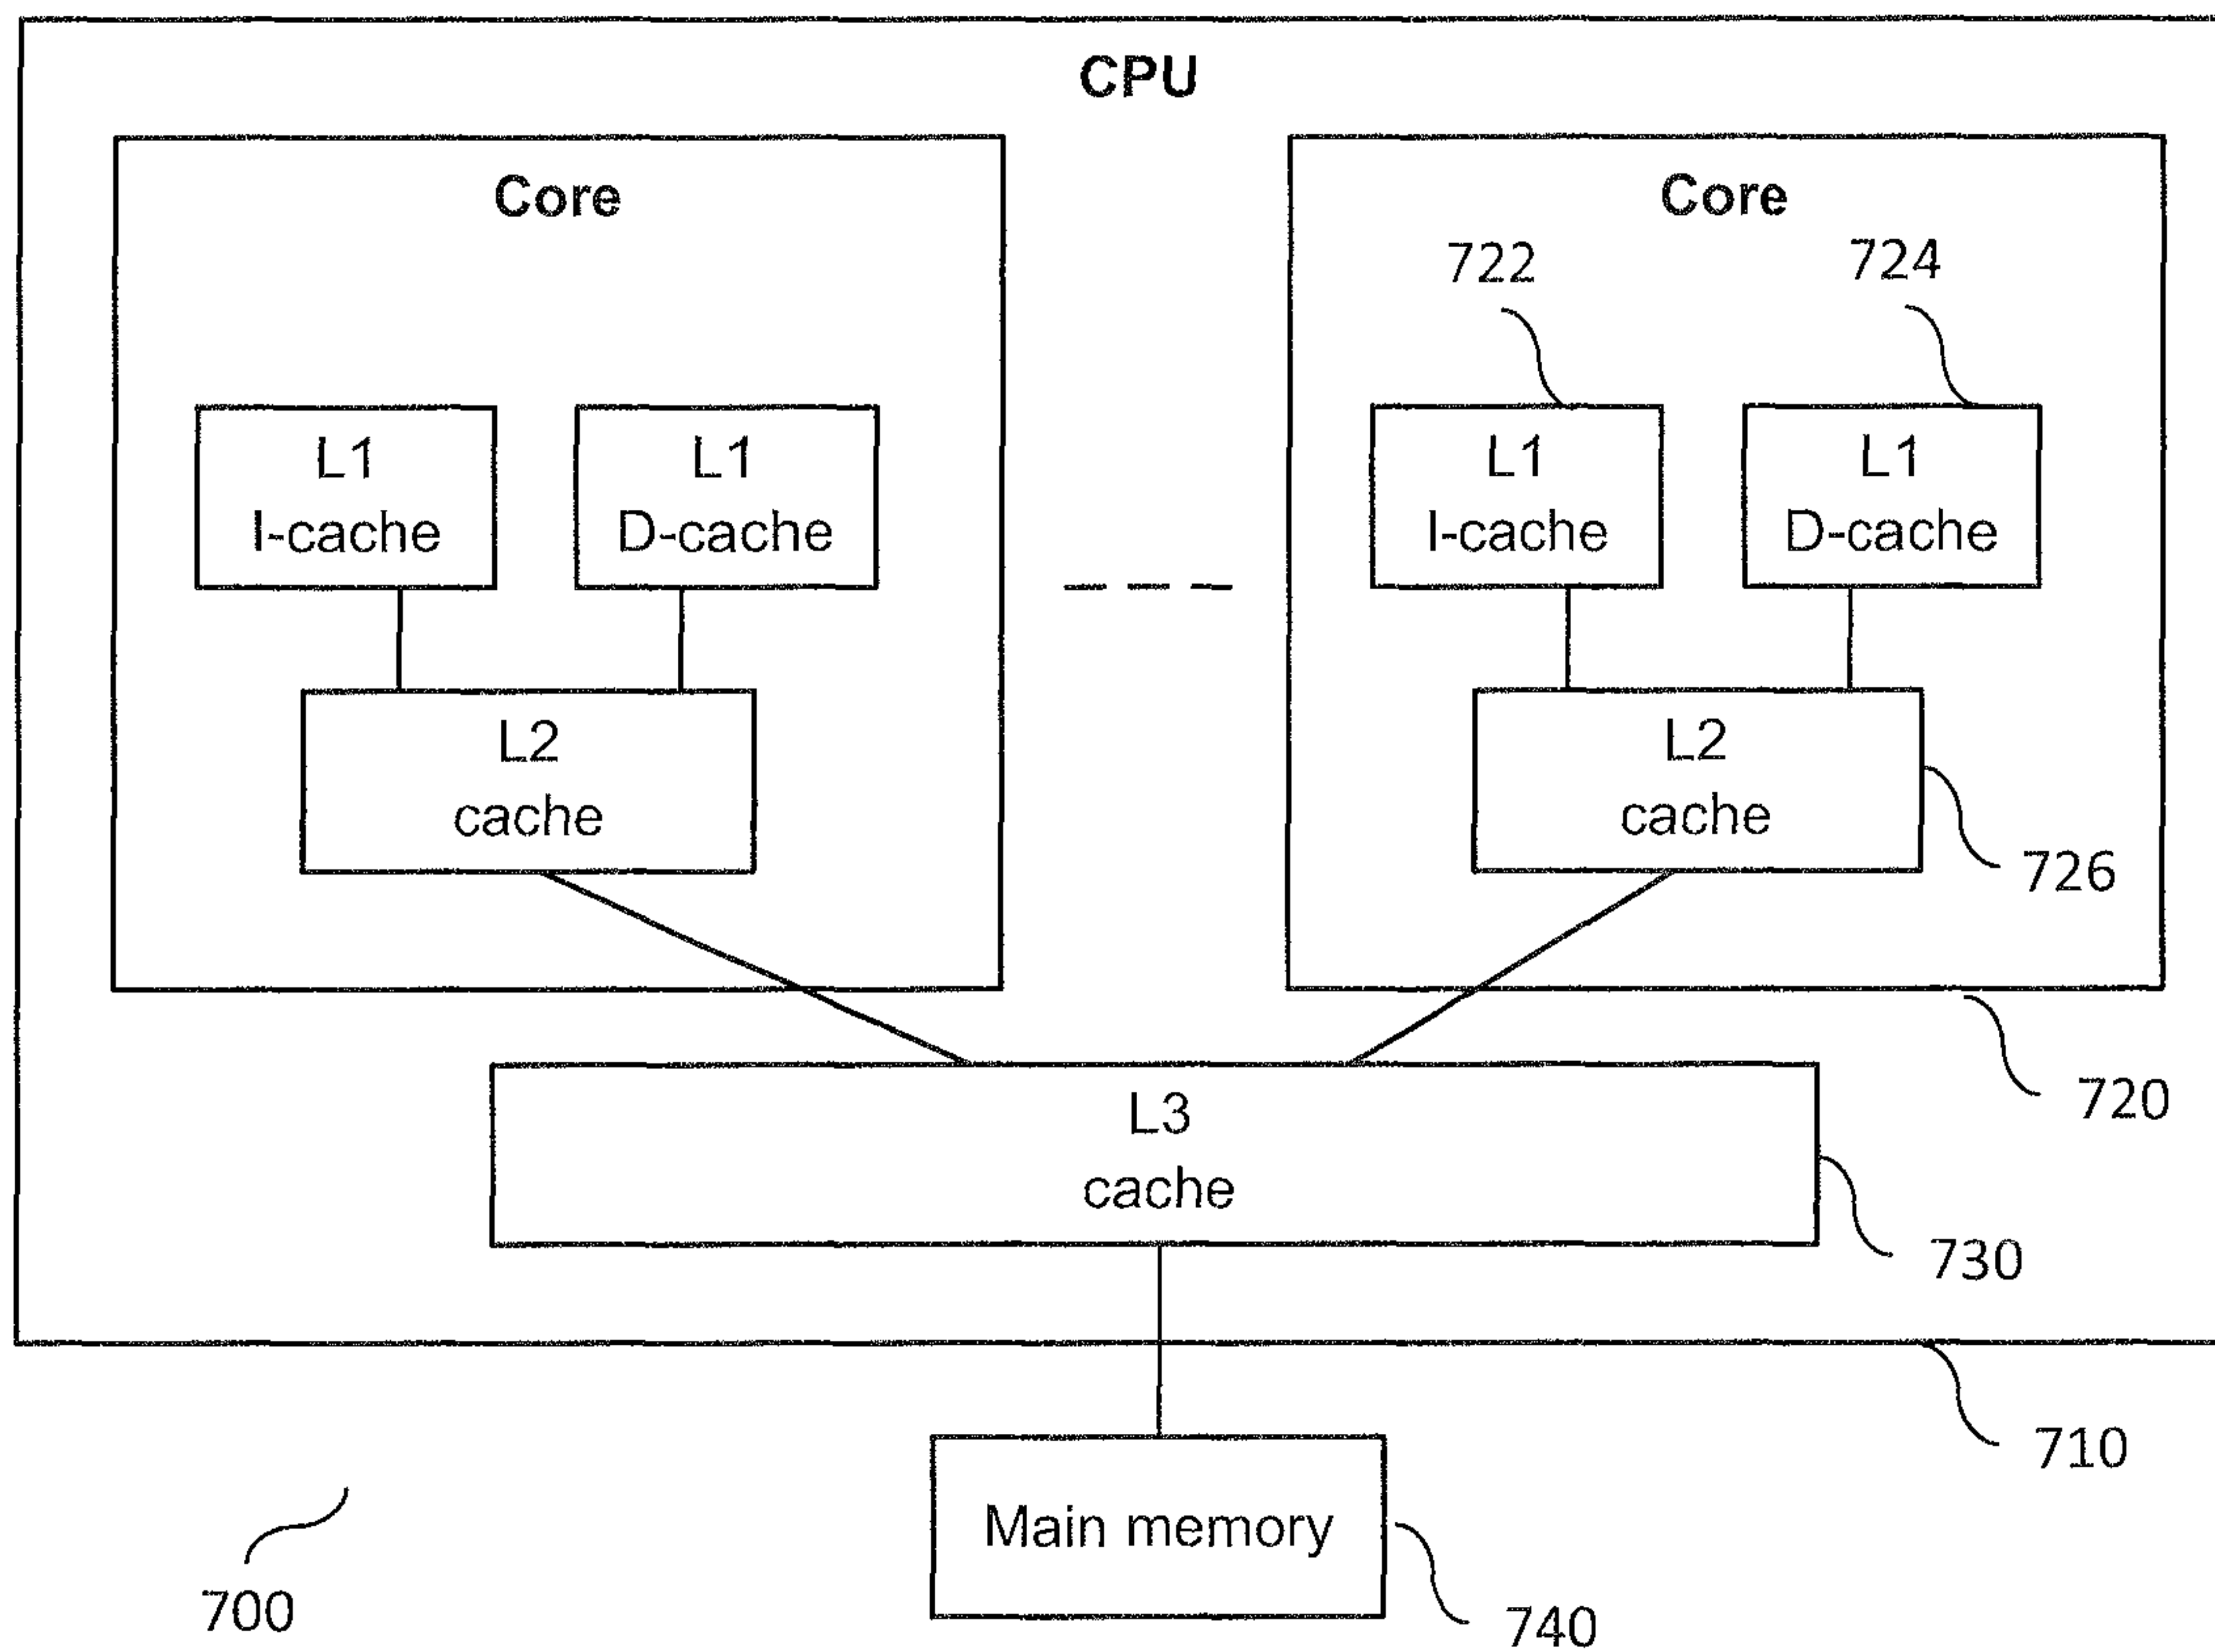 CPU
Core
Core
722
724
L1
I-cache
L1
D-cache
L1
I-cache
L1
D-cache
L2
cache
L2
cache
726
720
L3
cache
730
710
Main memory
700
740